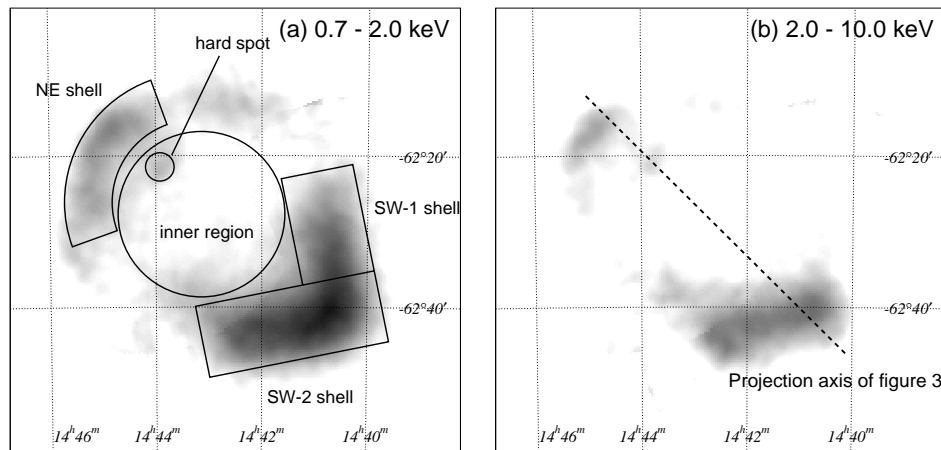 (a) 0.7 - 2.0 keV
hard spot
NE shell
-62°20′
SW-1 shell
inner region
-62°40′
SW-2 shell
14ʰ46ᵐ 14ʰ44ᵐ 14ʰ42ᵐ 14ʰ40ᵐ
(b) 2.0 - 10.0 keV
-62°20′
-62°40′
Projection axis of figure 3
14ʰ46ᵐ 14ʰ44ᵐ 14ʰ42ᵐ 14ʰ40ᵐ